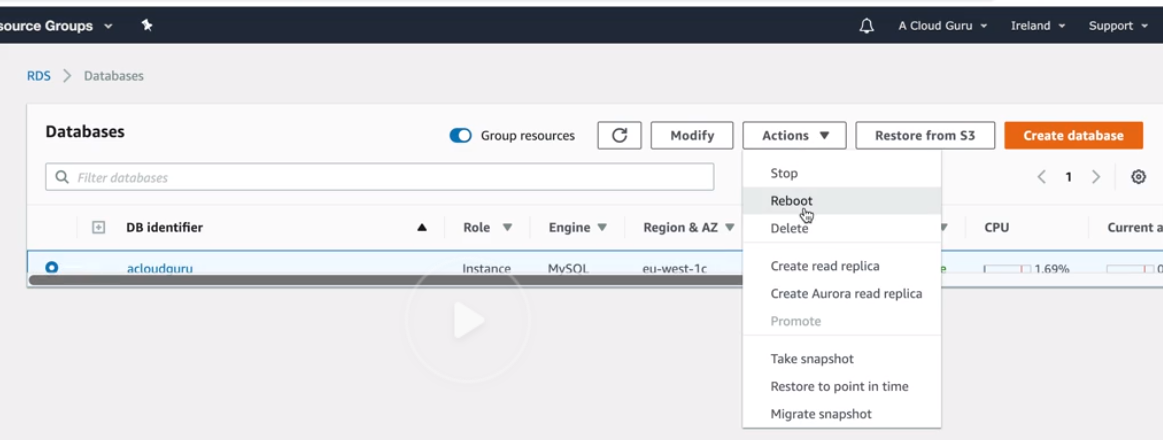 source Groups
A Cloud Guru Ireland Support
RDS > Databases
Databases
Group resources
Modify
Actions
Restore from S3
Create database
Filter databases
1
Stop
Reboot
Delete
Create read replica
Create Aurora read replica
Promote
Take snapshot
Restore to point in time
Migrate snapshot
DB identifier Role Engine Region & AZ CPU Current a
acloudguru Instance MySQL eu-west-1c 1.69% 0